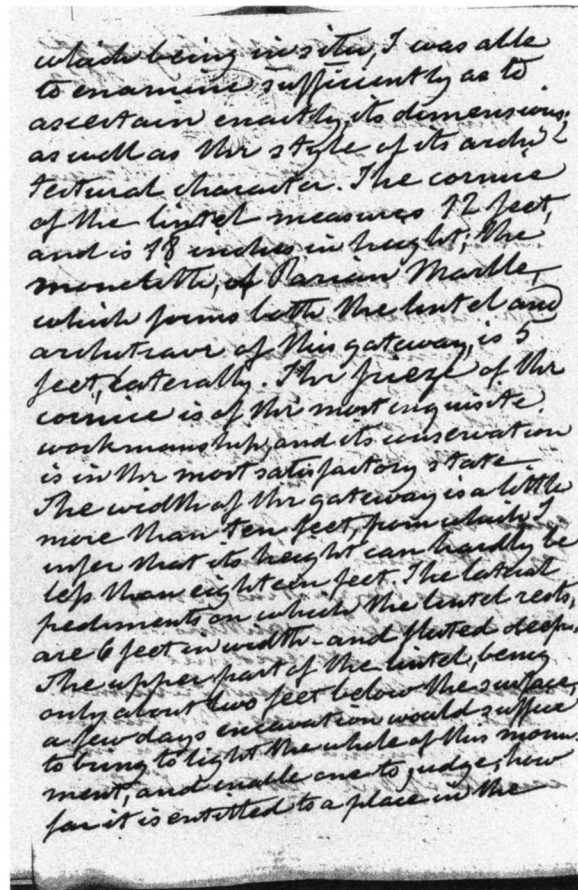 which being in situ, I was able
to examine sufficiently as to
ascertain exactly, its dimensions,
as well as the style of its archi-
tectural character. The cornice
of the lintel measures 12 feet,
and is 18 inches in height; the
monolith, of Parian Marble,
which forms both the lintel and
architrave of this gateway, is 5
feet, laterally. The frieze of the
cornice is of the most exquisite
workmanship, and its conservation
is in the most satisfactory state
The width of the gateway, is a little
more than ten feet, from which I
infer that its height can hardly be
less than eighteen feet. The lateral
pediments on which the lintel rests,
are 6 feet in width and fluted deeply.
The upper part of the lintel, being
only about two feet below the surface,
a few days excavation would suffice
to bring to light the whole of this monu-
ment, and enable one to judge, how
far it is entitled to a place in the